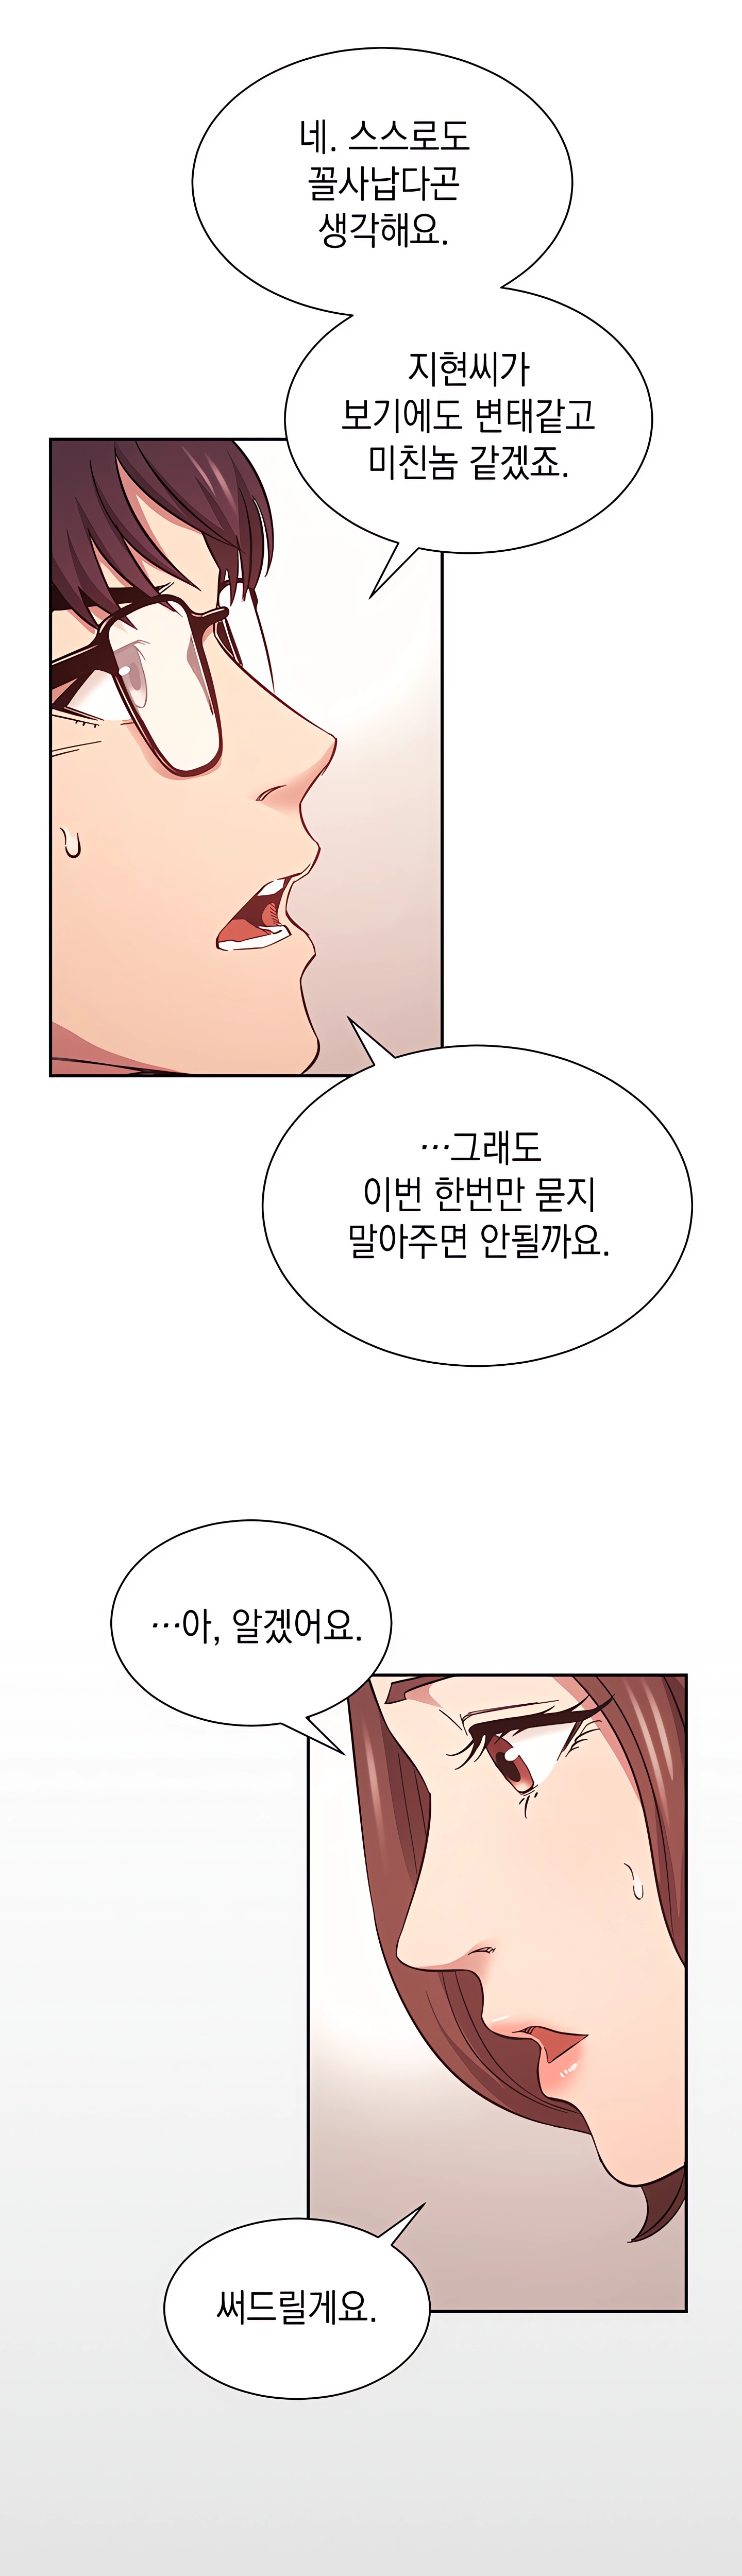 네. 스스로도
꼴사납다곤
생각해요.
지현씨가
보기에도 변태같고
미친놈 같겠죠.
…그래도
이번 한번만 묻지
말아주면 안될까요.
…아, 알겠어요.
써드릴게요.